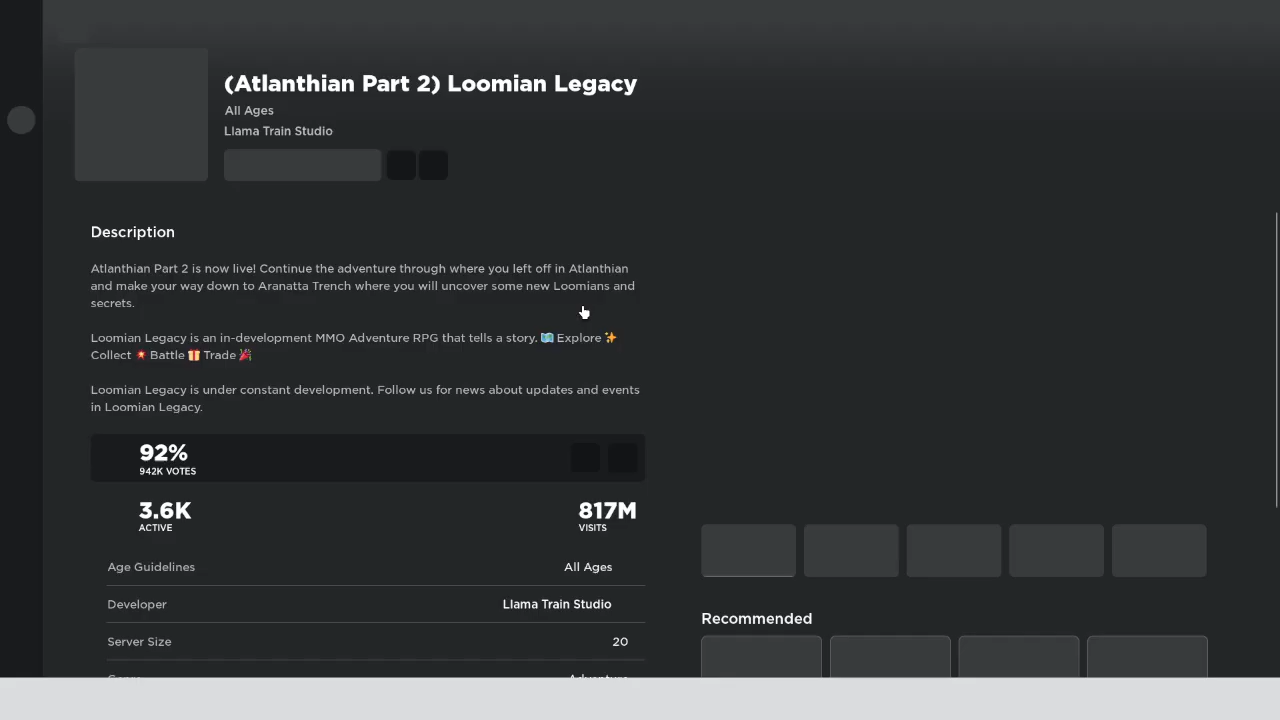 (Atlanthian Part 2) Loomian Legacy
All Ages
Llama Train Studio
Description
Atlanthian Part 2 is now live! Continue the adventure through where you left off in Atlanthian
and make your way down to Aranatta Trench where you will uncover some new Loomians and
secrets.
Loomian Legacy is an in-development MMO Adventure RPG that tells a story. 🗺️ Explore ✨
Collect 💥 Battle 🎁 Trade 🎉
Loomian Legacy is under constant development. Follow us for news about updates and events
in Loomian Legacy.
92%
942K VOTES
3.6K
ACTIVE
817M
VISITS
Age Guidelines All Ages
Developer Llama Train Studio
Server Size 20
Genre Adventure
Recommended